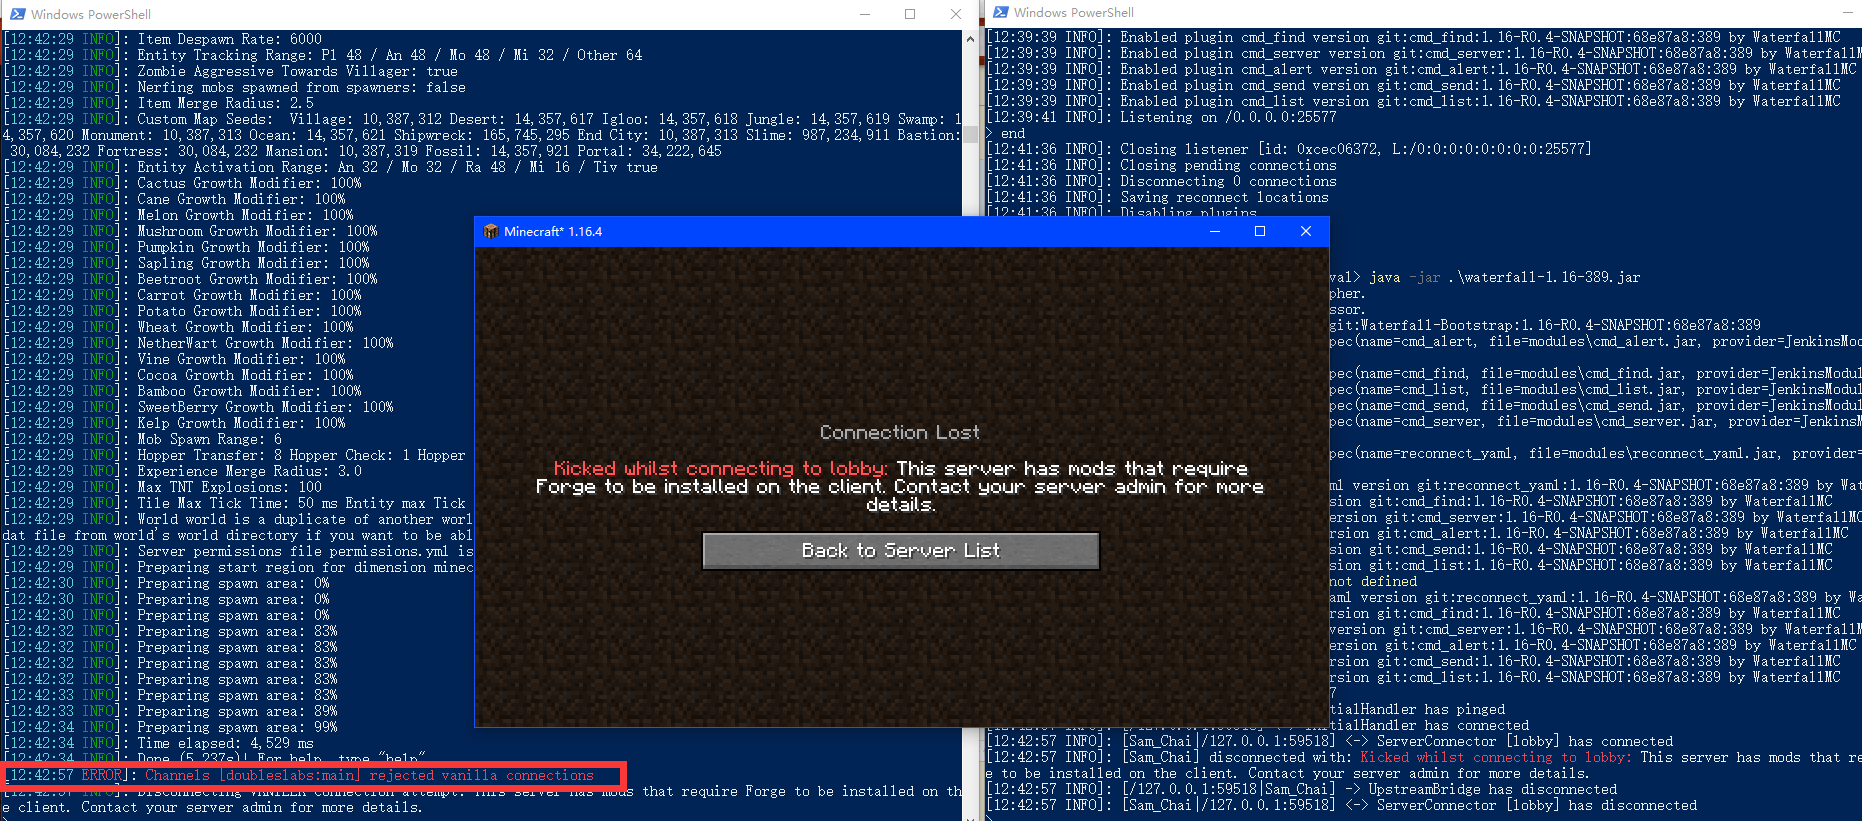 Windows PowerShell
[12:42:29 INFO]: Item Despawn Rate: 6000
[12:42:29 INFO]: Entity Tracking Range: Pl 48 / An 48 / Mo 48 / Mi 32 / Other 64
[12:42:29 INFO]: Zombie Aggressive Towards Villager: true
[12:42:29 INFO]: Nerfing mobs spawned from spawners: false
[12:42:29 INFO]: Item Merge Radius: 2.5
[12:42:29 INFO]: Custom Map Seeds:  Village: 10,387,312 Desert: 14,357,617 Igloo: 14,357,618 Jungle: 14,357,619 Swamp: 1
4,357,620 Monument: 10,387,313 Ocean: 14,357,621 Shipwreck: 165,745,295 End City: 10,387,313 Slime: 987,234,911 Bastion:
30,084,232 Fortress: 30,084,232 Mansion: 10,387,319 Fossil: 14,357,921 Portal: 34,222,645
[12:42:29 INFO]: Entity Activation Range: An 32 / Mo 32 / Ra 48 / Mi 16 / Tiv true
[12:42:29 INFO]: Cactus Growth Modifier: 100%
[12:42:29 INFO]: Cane Growth Modifier: 100%
[12:42:29 INFO]: Melon Growth Modifier: 100%
[12:42:29 INFO]: Mushroom Growth Modifier: 100%
[12:42:29 INFO]: Pumpkin Growth Modifier: 100%
[12:42:29 INFO]: Sapling Growth Modifier: 100%
[12:42:29 INFO]: Beetroot Growth Modifier: 100%
[12:42:29 INFO]: Carrot Growth Modifier: 100%
[12:42:29 INFO]: Potato Growth Modifier: 100%
[12:42:29 INFO]: Wheat Growth Modifier: 100%
[12:42:29 INFO]: NetherWart Growth Modifier: 100%
[12:42:29 INFO]: Vine Growth Modifier: 100%
[12:42:29 INFO]: Cocoa Growth Modifier: 100%
[12:42:29 INFO]: Bamboo Growth Modifier: 100%
[12:42:29 INFO]: SweetBerry Growth Modifier: 100%
[12:42:29 INFO]: Kelp Growth Modifier: 100%
[12:42:29 INFO]: Mob Spawn Range: 6
[12:42:29 INFO]: Hopper Transfer: 8 Hopper Check: 1 Hopper
[12:42:29 INFO]: Experience Merge Radius: 3.0
[12:42:29 INFO]: Max TNT Explosions: 100
[12:42:29 INFO]: Tile Max Tick Time: 50 ms Entity max Tick
[12:42:29 INFO]: World world is a duplicate of another worl
dat file from world's world directory if you want to be abl
[12:42:29 INFO]: Server permissions file permissions.yml is
[12:42:29 INFO]: Preparing start region for dimension minec
[12:42:30 INFO]: Preparing spawn area: 0%
[12:42:30 INFO]: Preparing spawn area: 0%
[12:42:30 INFO]: Preparing spawn area: 0%
[12:42:32 INFO]: Preparing spawn area: 83%
[12:42:32 INFO]: Preparing spawn area: 83%
[12:42:32 INFO]: Preparing spawn area: 83%
[12:42:32 INFO]: Preparing spawn area: 83%
[12:42:33 INFO]: Preparing spawn area: 83%
[12:42:33 INFO]: Preparing spawn area: 89%
[12:42:34 INFO]: Preparing spawn area: 99%
[12:42:34 INFO]: Time elapsed: 4,529 ms
[12:42:34 INFO]: Done (5.237s)! For help, type "help"
[12:42:57 ERROR]: Channels [doubleslabs:main] rejected vanilla connections
[12:42:57 INFO]: Disconnecting VANILLA connection attempt: This server has mods that require Forge to be installed on th
e client. Contact your server admin for more details.
Windows PowerShell
[12:39:39 INFO]: Enabled plugin cmd_find version git:cmd_find:1.16-R0.4-SNAPSHOT:68e87a8:389 by WaterfallMC
[12:39:39 INFO]: Enabled plugin cmd_server version git:cmd_server:1.16-R0.4-SNAPSHOT:68e87a8:389 by WaterfallMC
[12:39:39 INFO]: Enabled plugin cmd_alert version git:cmd_alert:1.16-R0.4-SNAPSHOT:68e87a8:389 by WaterfallMC
[12:39:39 INFO]: Enabled plugin cmd_send version git:cmd_send:1.16-R0.4-SNAPSHOT:68e87a8:389 by WaterfallMC
[12:39:39 INFO]: Enabled plugin cmd_list version git:cmd_list:1.16-R0.4-SNAPSHOT:68e87a8:389 by WaterfallMC
[12:39:41 INFO]: Listening on /0.0.0.0:25577
> end
[12:41:36 INFO]: Closing listener [id: 0xcec06372, L:/0:0:0:0:0:0:0:0:25577]
[12:41:36 INFO]: Closing pending connections
[12:41:36 INFO]: Disconnecting 0 connections
[12:41:36 INFO]: Saving reconnect locations
[12:41:36 INFO]: Disabling plugins
val> java -jar .\waterfall-1.16-389.jar
pher.
ssor.
git:Waterfall-Bootstrap:1.16-R0.4-SNAPSHOT:68e87a8:389
pec(name=cmd_alert, file=modules\cmd_alert.jar, provider=JenkinsMod
pec(name=cmd_find, file=modules\cmd_find.jar, provider=JenkinsModul
pec(name=cmd_list, file=modules\cmd_list.jar, provider=JenkinsModul
pec(name=cmd_send, file=modules\cmd_send.jar, provider=JenkinsModul
pec(name=cmd_server, file=modules\cmd_server.jar, provider=JenkinsM
pec(name=reconnect_yaml, file=modules\reconnect_yaml.jar, provider=
ml version git:reconnect_yaml:1.16-R0.4-SNAPSHOT:68e87a8:389
rsion git:cmd_find:1.16-R0.4-SNAPSHOT:68e87a8:389 by WaterfallMC
ersion git:cmd_server:1.16-R0.4-SNAPSHOT:68e87a8:389 by WaterfallMC
rsion git:cmd_alert:1.16-R0.4-SNAPSHOT:68e87a8:389 by WaterfallMC
sion git:cmd_send:1.16-R0.4-SNAPSHOT:68e87a8:389 by WaterfallMC
sion git:cmd_list:1.16-R0.4-SNAPSHOT:68e87a8:389 by WaterfallMC
not defined
aml version git:reconnect_yaml:1.16-R0.4-SNAPSHOT:68e87a8:389 by Wa
rsion git:cmd_find:1.16-R0.4-SNAPSHOT:68e87a8:389 by WaterfallMC
version git:cmd_server:1.16-R0.4-SNAPSHOT:68e87a8:389 by WaterfallMC
ersion git:cmd_alert:1.16-R0.4-SNAPSHOT:68e87a8:389 by WaterfallMC
rsion git:cmd_send:1.16-R0.4-SNAPSHOT:68e87a8:389 by WaterfallMC
rsion git:cmd_list:1.16-R0.4-SNAPSHOT:68e87a8:389 by WaterfallMC
7
itialHandler has pinged
itialHandler has connected
[12:42:57 INFO]: [Sam_Chai|/127.0.0.1:59518] <-> ServerConnector [lobby] has connected
[12:42:57 INFO]: [Sam_Chai] disconnected with: Kicked whilst connecting to lobby: This server has mods that re
e to be installed on the client. Contact your server admin for more details.
[12:42:57 INFO]: [/127.0.0.1:59518|Sam_Chai] -> UpstreamBridge has disconnected
[12:42:57 INFO]: [Sam_Chai|/127.0.0.1:59518] <-> ServerConnector [lobby] has disconnected
Minecraft* 1.16.4
Connection Lost
Kicked whilst connecting to lobby: This server has mods that require
Forge to be installed on the client. Contact your server admin for more
details.
Back to Server List